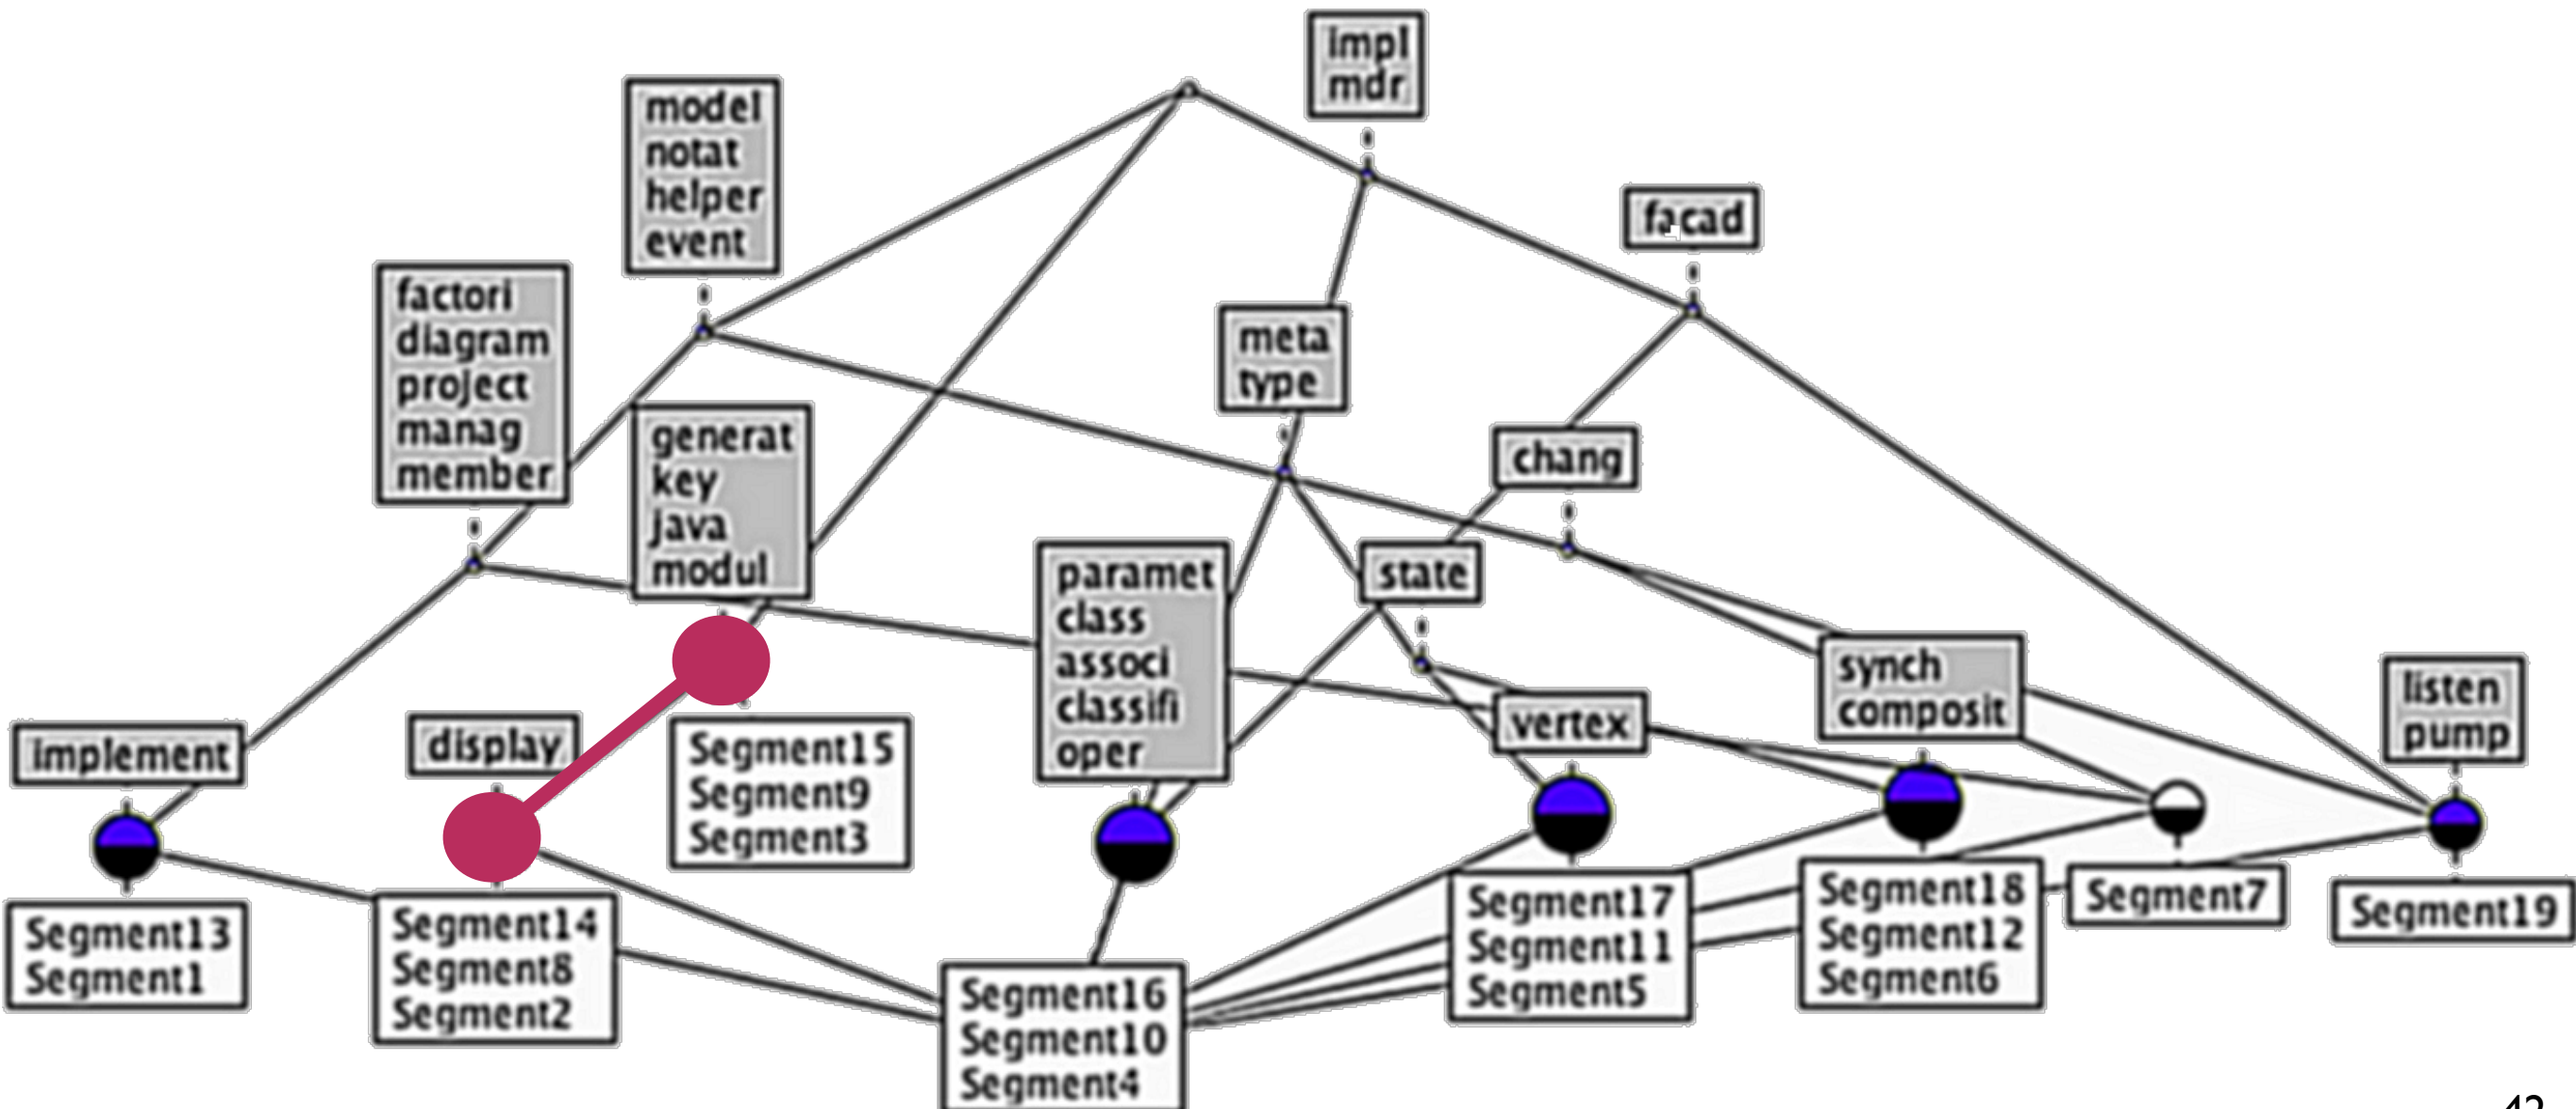 impl
mdr
model
notat
helper
event
facad
factori
diagram
project
manag
member
meta
type
generat
key
java
modul
chang
paramet
class
associ
classifi
oper
state
synch
composit
listen
pump
vertex
implement
display
Segment15
Segment9
Segment3
Segment13
Segment1
Segment14
Segment8
Segment2
Segment16
Segment10
Segment4
Segment17
Segment11
Segment5
Segment18
Segment12
Segment6
Segment7
Segment19
42